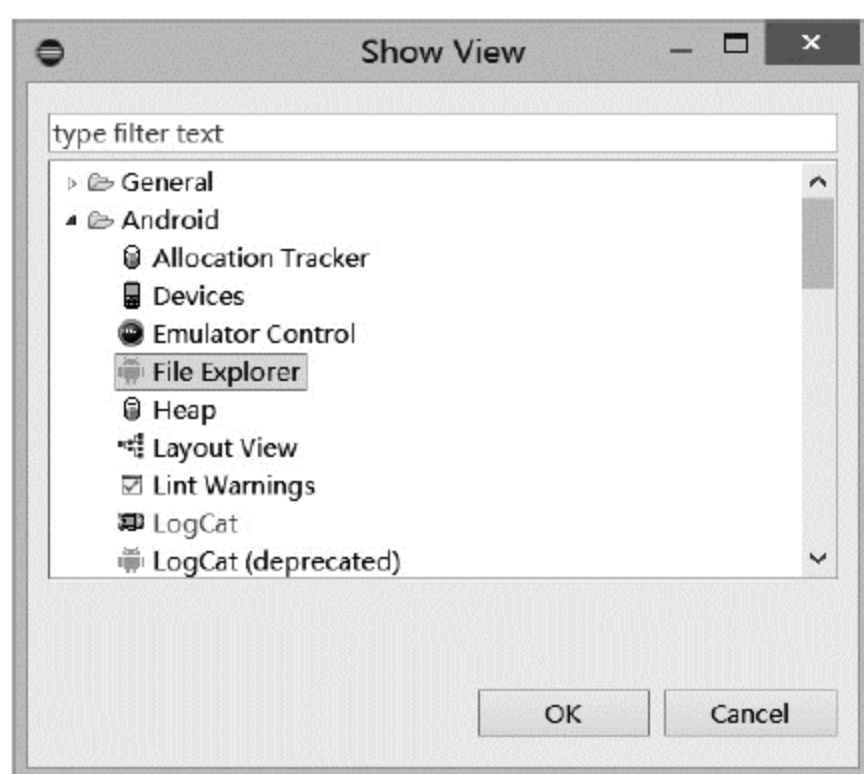 Show View
type filter text
General
Android
Allocation Tracker
Devices
Emulator Control
File Explorer
Heap
Layout View
Lint Warnings
LogCat
LogCat (deprecated)
OK
Cancel